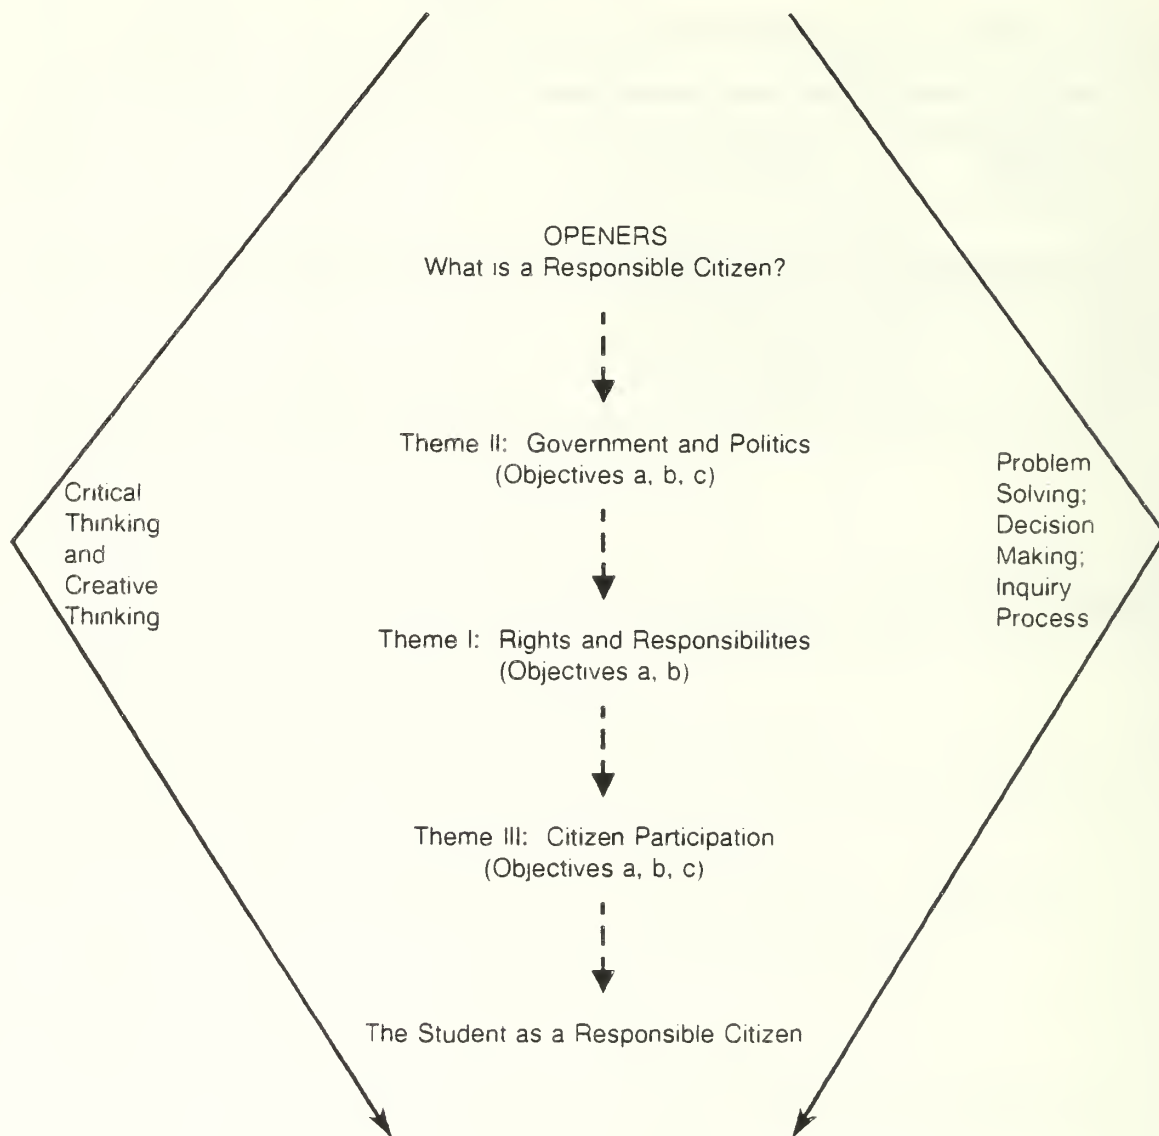 OPENERS
What is a Responsible Citizen?
Theme II: Government and Politics
(Objectives a, b, c)
Critical
Thinking
and
Creative
Thinking
Problem
Solving;
Decision
Making;
Inquiry
Process
Theme I: Rights and Responsibilities
(Objectives a, b)
Theme III: Citizen Participation
(Objectives a, b, c)
The Student as a Responsible Citizen